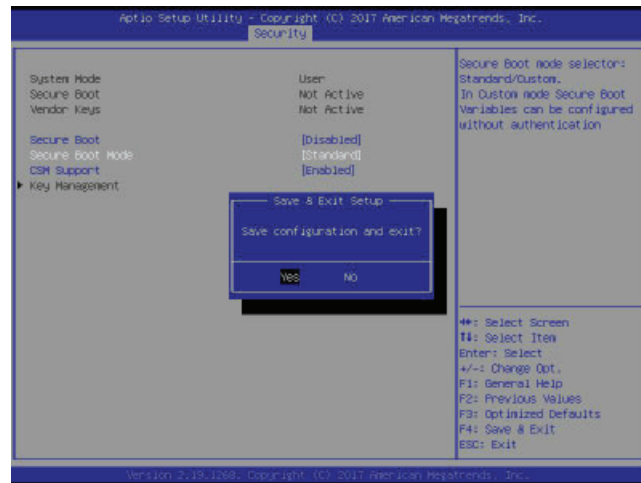 Aptio Setup Utility - Copyright (C) 2017 American Megatrends, Inc.
Security
System Mode User
Secure Boot Not Active
Vendor Keys Not Active
Secure Boot [Disabled]
Secure Boot Mode [Standard]
CSM Support [Enabled]
Key Management
Save & Exit Setup
Save configuration and exit?
Yes No
Secure Boot mode selector:
Standard/Custom.
In Custom mode Secure Boot
Variables can be configured
without authentication
: Select Screen
: Select Item
Enter: Select
+/-: Change Opt.
F1: General Help
F2: Previous Values
F3: Optimized Defaults
F4: Save & Exit
ESC: Exit
Version 2.19.1268. Copyright (C) 2017 American Megatrends, Inc.